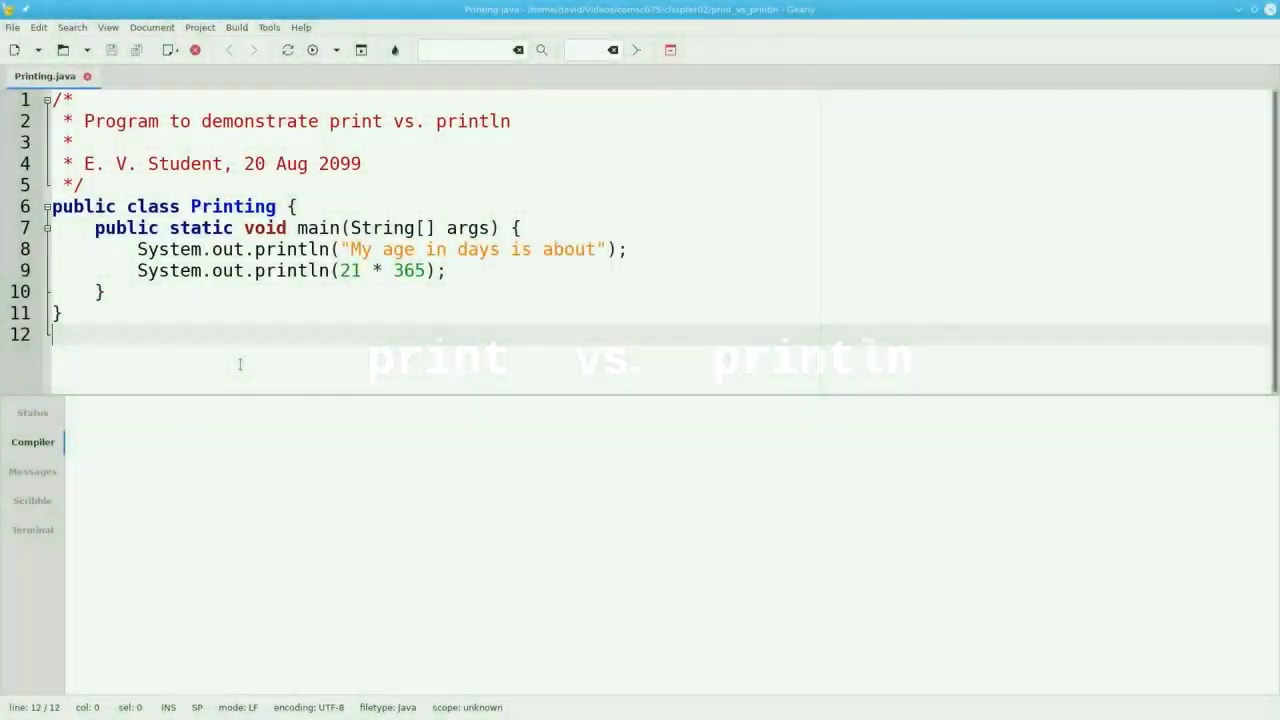 Printing.java - /home/david/Videos/comsc075/chapter02/print_vs_println - Geany
File Edit Search View Document Project Build Tools Help
Printing.java
1 /*
2  * Program to demonstrate print vs. println
3  *
4  * E. V. Student, 20 Aug 2099
5  */
6 public class Printing {
7     public static void main(String[] args) {
8         System.out.println("My age in days is about");
9         System.out.println(21 * 365);
10     }
11 }
12
print vs. println
Status
Compiler
Messages
Scribble
Terminal
line: 12 / 12 col: 0 sel: 0 INS SP mode: LF encoding: UTF-8 filetype: Java scope: unknown